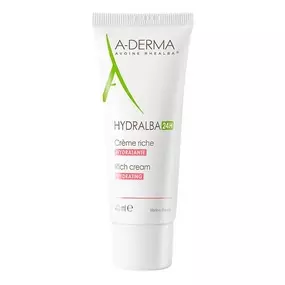 A-DERMA
AVOINE RHEALBA
HYDRALBA 24H
Crème riche
HYDRATANTE
Rich cream
HYDRATING
40 ml e